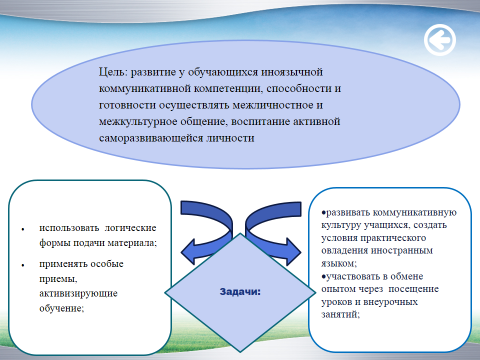 Цель: развитие у обучающихся иноязычной
коммуникативной компетенции, способности и
готовности осуществлять межличностное и
межкультурное общение, воспитание активной
саморазвивающейся личности
• использовать логические
формы подачи материала;
• применять особые
приемы,
активизирующие
обучение;
Задачи:
•развивать коммуникативную
культуру учащихся, создать
условия практического
овладения иностранным
языком;
•участвовать в обмене
опытом через посещение
уроков и внеурочных
занятий;